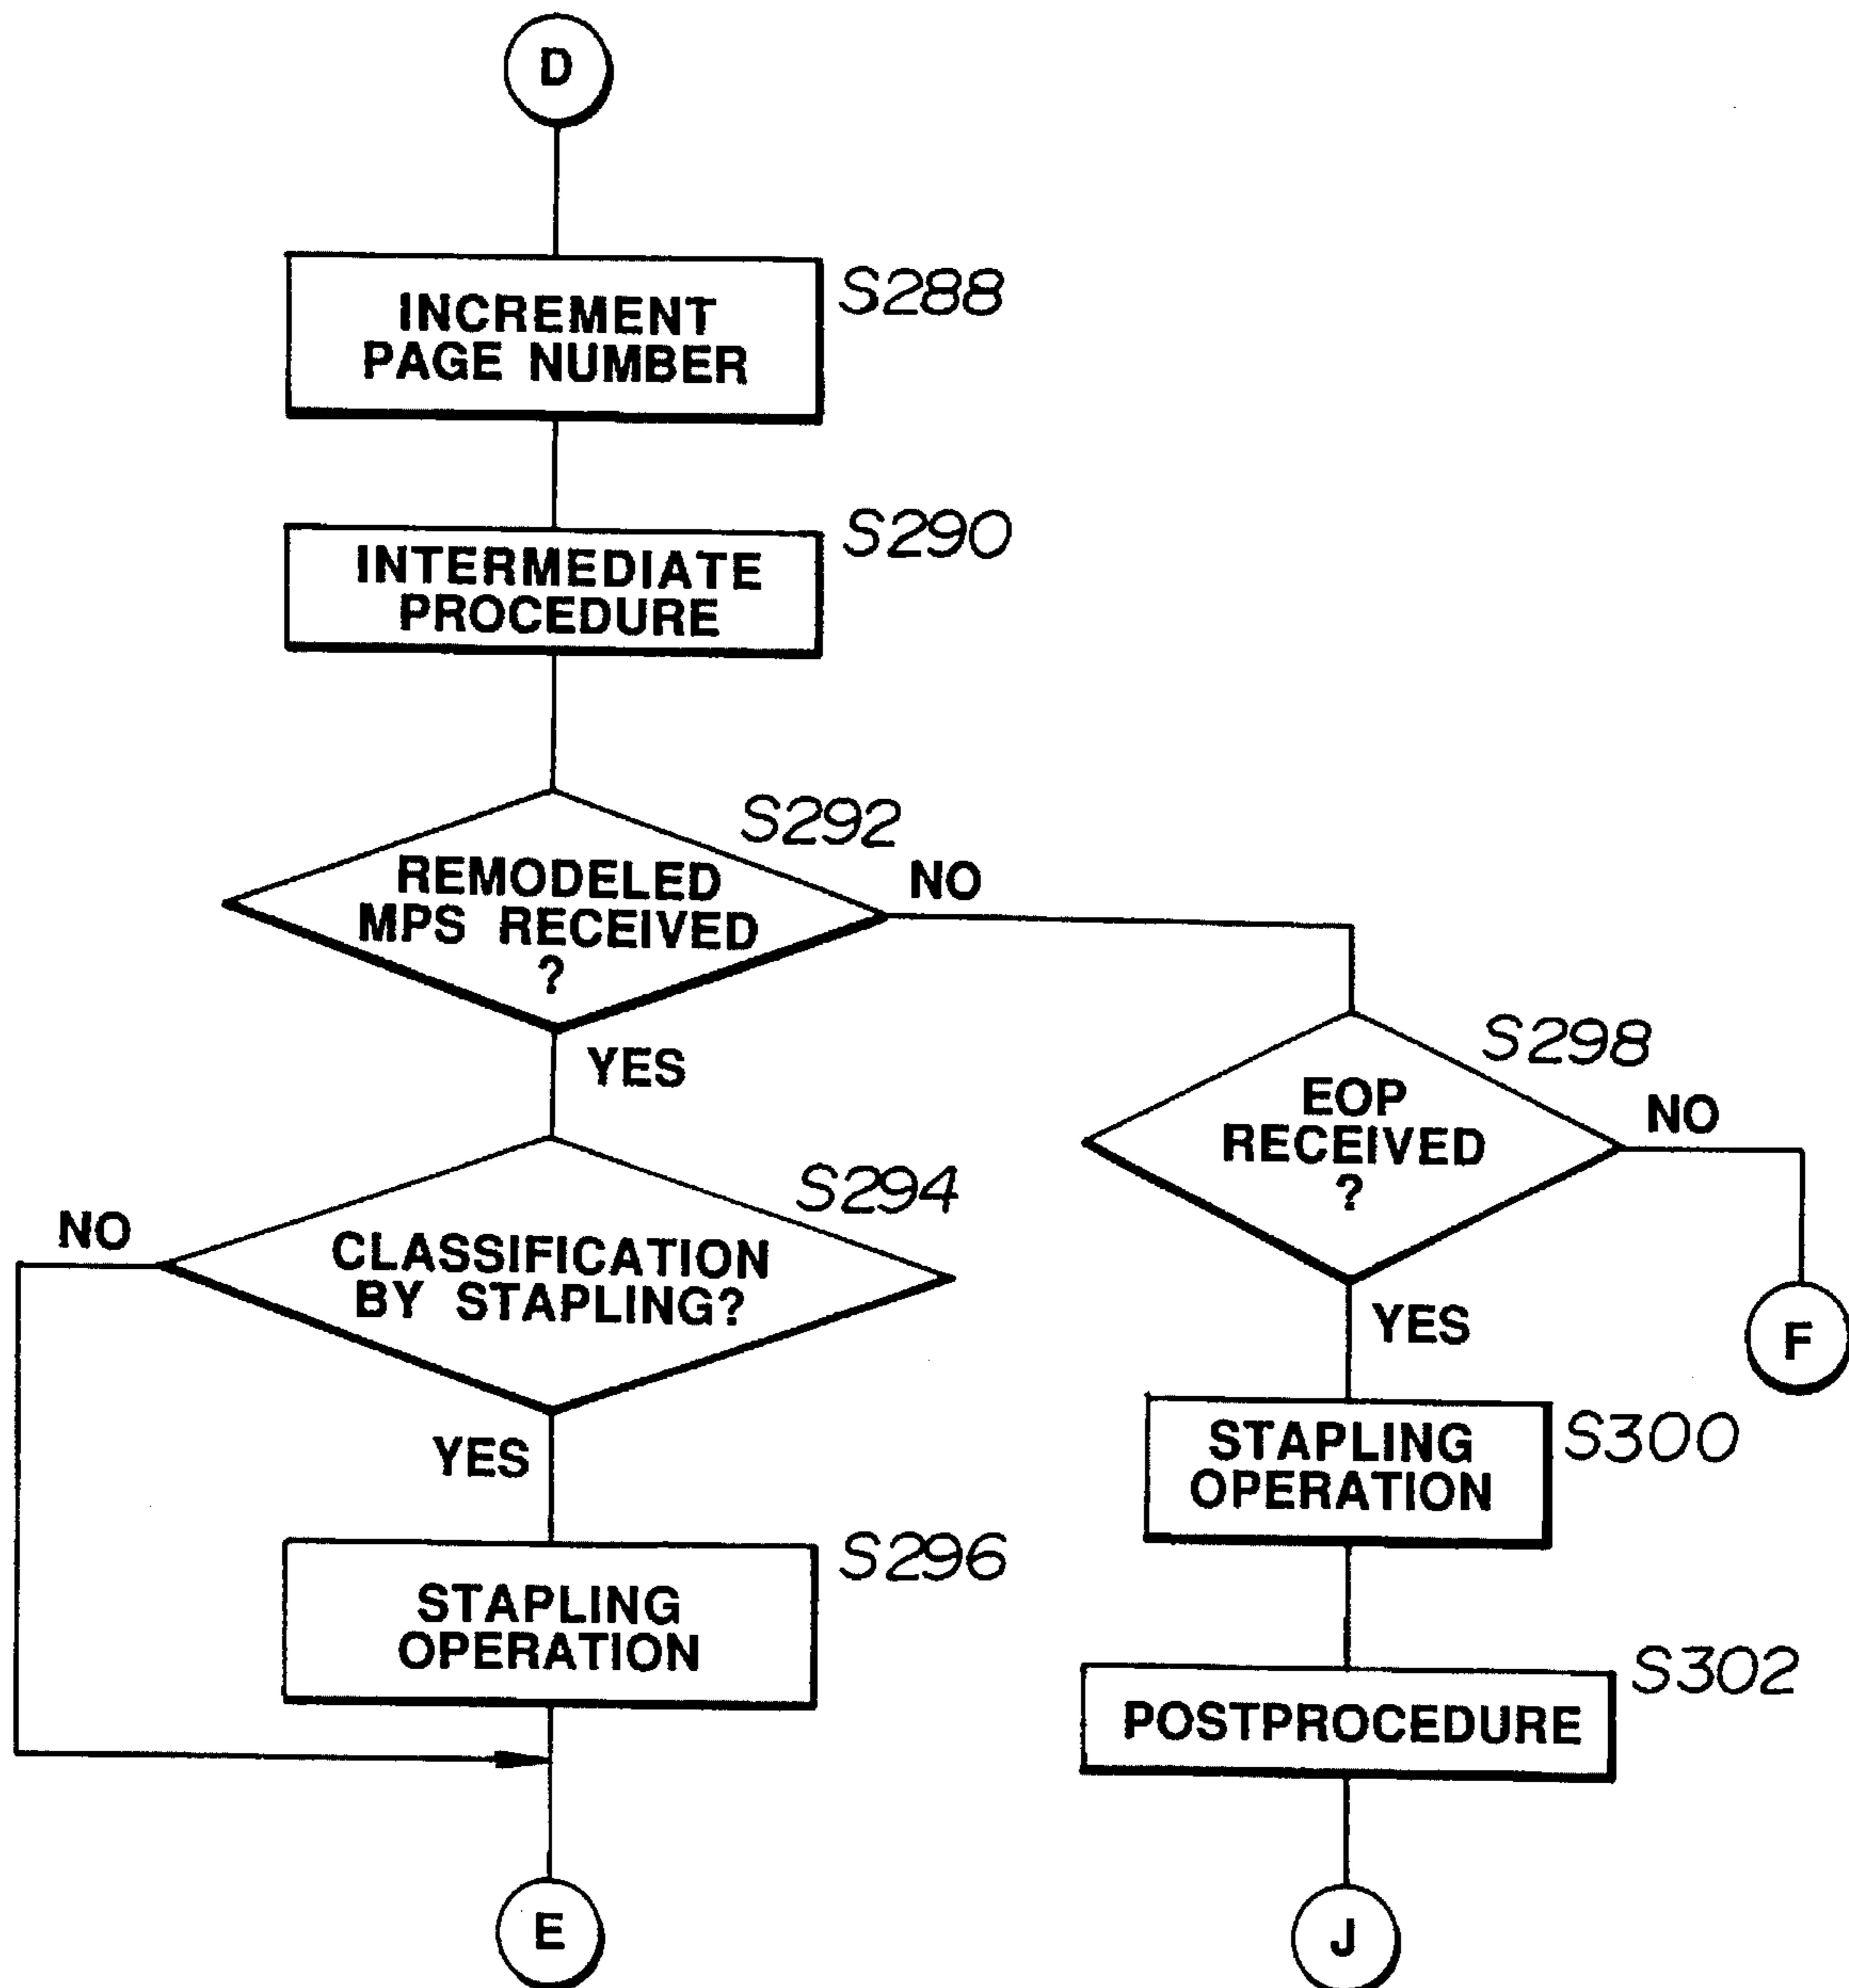 D
INCREMENT
PAGE NUMBER
S288
INTERMEDIATE
PROCEDURE
S290
REMODELED
MPS RECEIVED
?
S292
NO
YES
EOP
RECEIVED
?
S298
NO
F
YES
CLASSIFICATION
BY STAPLING?
S294
NO
YES
STAPLING
OPERATION
S300
STAPLING
OPERATION
S296
POSTPROCEDURE
S302
E
J